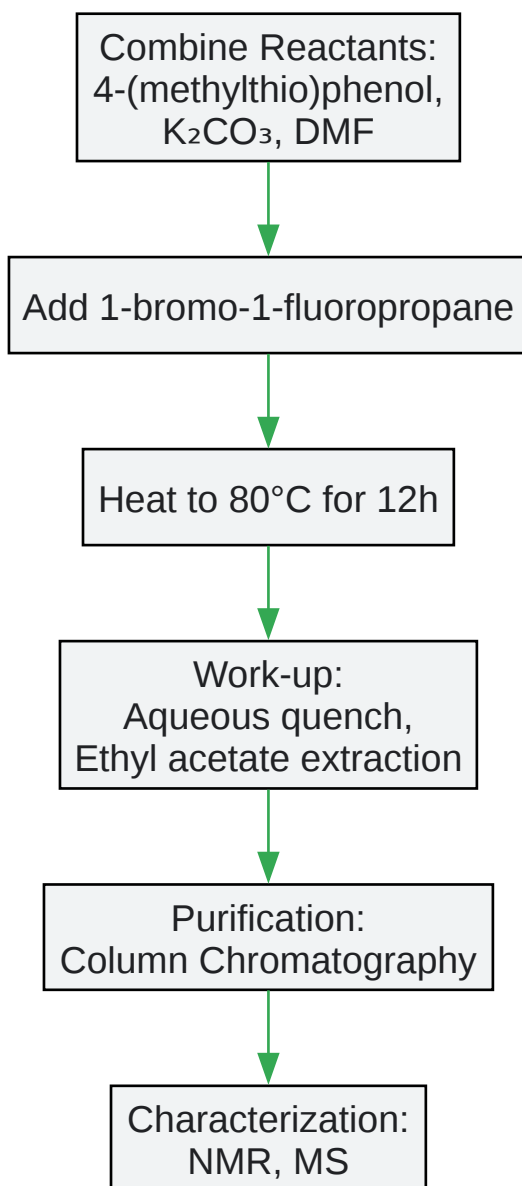 Combine Reactants:
4-(methylthio)phenol,
K₂CO₃, DMF
Add 1-bromo-1-fluoropropane
Heat to 80°C for 12h
Work-up:
Aqueous quench,
Ethyl acetate extraction
Purification:
Column Chromatography
Characterization:
NMR, MS